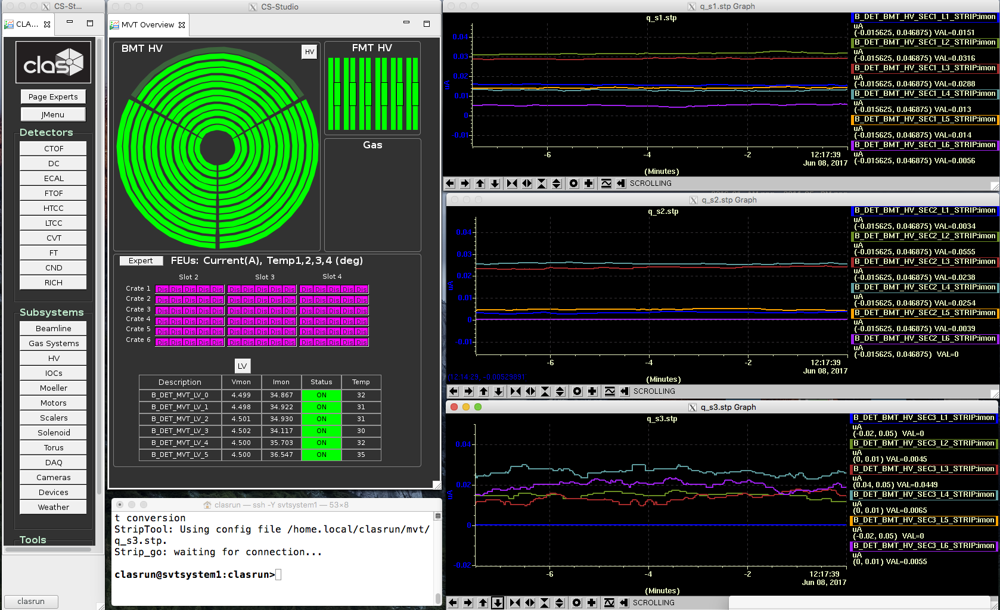 CS-St...
CLA...
clas
Page Experts
JMenu
Detectors
CTOF
DC
ECAL
FTOF
HTCC
LTCC
CVT
FT
CND
RICH
Subsystems
Beamline
Gas Systems
HV
IOCs
Moeller
Motors
Scalers
Solenoid
Torus
DAQ
Cameras
Devices
Weather
Tools
clasrun
CS-Studio
MVT Overview
BMT HV
HV
FMT HV
Gas
Expert FEUs: Current(A), Temp1,2,3,4 (deg)
Slot 2 Slot 3 Slot 4
Crate 1 Dis Dis Dis Dis Dis Dis Dis Dis Dis Dis Dis Dis Dis Dis Dis
Crate 2 Dis Dis Dis Dis Dis Dis Dis Dis Dis Dis Dis Dis Dis Dis Dis
Crate 3 Dis Dis Dis Dis Dis Dis Dis Dis Dis Dis Dis Dis Dis Dis Dis
Crate 4 Dis Dis Dis Dis Dis Dis Dis Dis Dis Dis Dis Dis Dis Dis Dis
Crate 5 Dis Dis Dis Dis Dis Dis Dis Dis Dis Dis Dis Dis Dis Dis Dis
Crate 6 Dis Dis Dis Dis Dis Dis Dis Dis Dis Dis Dis Dis Dis Dis Dis
LV
Description Vmon Imon Status Temp
B_DET_MVT_LV_0 4.499 34.867 ON 32
B_DET_MVT_LV_1 4.498 34.922 ON 31
B_DET_MVT_LV_2 4.501 34.930 ON 31
B_DET_MVT_LV_3 4.502 34.117 ON 30
B_DET_MVT_LV_4 4.500 35.703 ON 32
B_DET_MVT_LV_5 4.500 36.547 ON 35
clasrun — ssh -Y svtsystem1 — 53×8
t conversion
StripTool: Using config file /home.local/clasrun/mvt/
q_s3.stp.
Strip_go: waiting for connection...
clasrun@svtsystem1:clasrun>
q_s1.stp Graph
q_s1.stp
uA
0.04
0.03
0.02
0.01
0
-0.01
-6 -4 -2 12:17:39
Jun 08, 2017
(Minutes)
B_DET_BMT_HV_SEC1_L1_STRIP:imon
uA
(-0.015625, 0.046875) VAL=0.0151
B_DET_BMT_HV_SEC1_L2_STRIP:imon
uA
(-0.015625, 0.046875) VAL=0.0316
B_DET_BMT_HV_SEC1_L3_STRIP:imon
uA
(-0.015625, 0.046875) VAL=0.0288
B_DET_BMT_HV_SEC1_L4_STRIP:imon
uA
(-0.015625, 0.046875) VAL=0.013
B_DET_BMT_HV_SEC1_L5_STRIP:imon
uA
(-0.015625, 0.046875) VAL=0.014
B_DET_BMT_HV_SEC1_L6_STRIP:imon
uA
(-0.015625, 0.046875) VAL=0.0056
SCROLLING
q_s2.stp Graph
q_s2.stp
uA
0.04
0.03
0.02
0.01
0
-0.01
-6 -4 -2 12:17:39
Jun 08, 2017
(12:14:29, -0.00529091)
(Minutes)
B_DET_BMT_HV_SEC2_L1_STRIP:imon
uA
(-0.015625, 0.046875) VAL=0.0034
B_DET_BMT_HV_SEC2_L2_STRIP:imon
uA
(-0.015625, 0.046875) VAL=0.0555
B_DET_BMT_HV_SEC2_L3_STRIP:imon
uA
(-0.015625, 0.046875) VAL=0.0238
B_DET_BMT_HV_SEC2_L4_STRIP:imon
uA
(-0.015625, 0.046875) VAL=0.0254
B_DET_BMT_HV_SEC2_L5_STRIP:imon
uA
(-0.015625, 0.046875) VAL=0.0039
B_DET_BMT_HV_SEC2_L6_STRIP:imon
uA
(-0.015625, 0.046875) VAL=0
SCROLLING
q_s3.stp Graph
q_s3.stp
uA
0.04
0.02
0
-0.02
-6 -4 -2 12:17:39
Jun 08, 2017
(Minutes)
B_DET_BMT_HV_SEC3_L1_STRIP:imon
uA
(-0.02, 0.05) VAL=0
B_DET_BMT_HV_SEC3_L2_STRIP:imon
uA
(0, 0.01) VAL=0.0045
B_DET_BMT_HV_SEC3_L3_STRIP:imon
uA
(0.04, 0.05) VAL=0.0449
B_DET_BMT_HV_SEC3_L4_STRIP:imon
uA
(0, 0.01) VAL=0.0065
B_DET_BMT_HV_SEC3_L5_STRIP:imon
uA
(-0.02, 0.05) VAL=0
B_DET_BMT_HV_SEC3_L6_STRIP:imon
uA
(0, 0.01) VAL=0.0055
SCROLLING